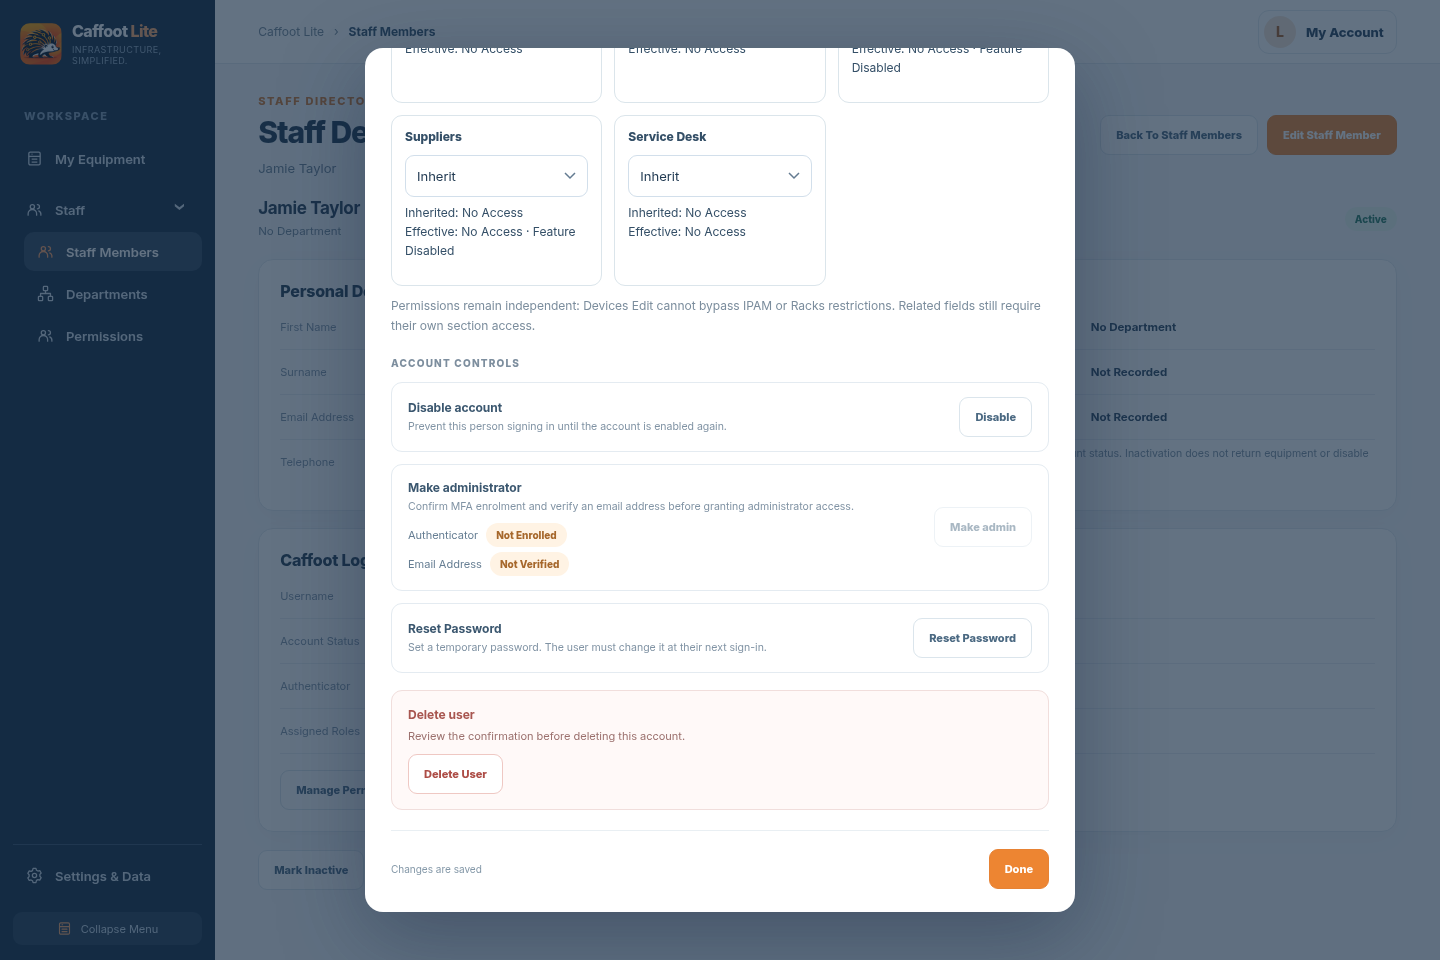 Caffoot Lite
INFRASTRUCTURE,
SIMPLIFIED.
WORKSPACE
My Equipment
Staff
Staff Members
Departments
Permissions
Settings & Data
Collapse Menu
Caffoot Lite › Staff Members
L My Account
STAFF DIRECTO
Staff De
Jamie Taylor
Back To Staff Members
Edit Staff Member
Jamie Taylor
No Department
Active
Personal D
First Name
No Department
Surname
Not Recorded
Email Address
Not Recorded
Telephone
nt status. Inactivation does not return equipment or disable
Caffoot Log
Username
Account Status
Authenticator
Assigned Roles
Manage Perr
Mark Inactive
Effective: No Access
Effective: No Access
Effective: No Access · Feature
Disabled
Suppliers
Inherit
Inherited: No Access
Effective: No Access · Feature
Disabled
Service Desk
Inherit
Inherited: No Access
Effective: No Access
Permissions remain independent: Devices Edit cannot bypass IPAM or Racks restrictions. Related fields still require
their own section access.
ACCOUNT CONTROLS
Disable account
Prevent this person signing in until the account is enabled again.
Disable
Make administrator
Confirm MFA enrolment and verify an email address before granting administrator access.
Authenticator Not Enrolled
Email Address Not Verified
Make admin
Reset Password
Set a temporary password. The user must change it at their next sign-in.
Reset Password
Delete user
Review the confirmation before deleting this account.
Delete User
Changes are saved
Done